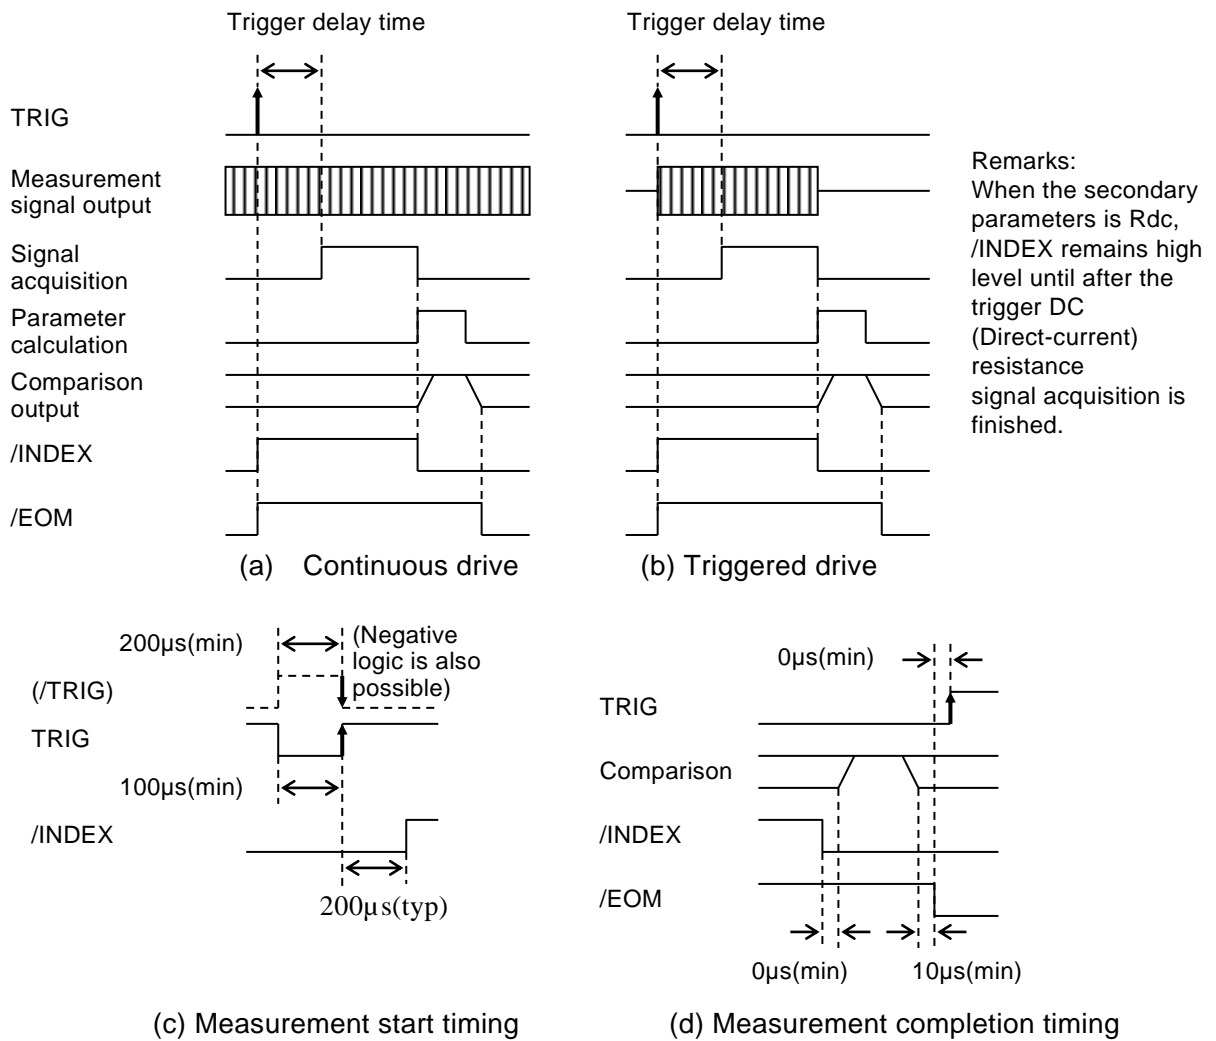 Trigger delay time
Trigger delay time
TRIG
Measurement
signal output
Signal
acquisition
Parameter
calculation
Comparison
output
/INDEX
/EOM
Remarks:
When the secondary
parameters is Rdc,
/INDEX remains high
level until after the
trigger DC
(Direct-current)
resistance
signal acquisition is
finished.
(a) Continuous drive
(b) Triggered drive
200µs(min)
(Negative
logic is also
possible)
(/TRIG)
TRIG
100µs(min)
/INDEX
200µs(typ)
(c) Measurement start timing
0µs(min)
TRIG
Comparison
/INDEX
/EOM
0µs(min)
10µs(min)
(d) Measurement completion timing